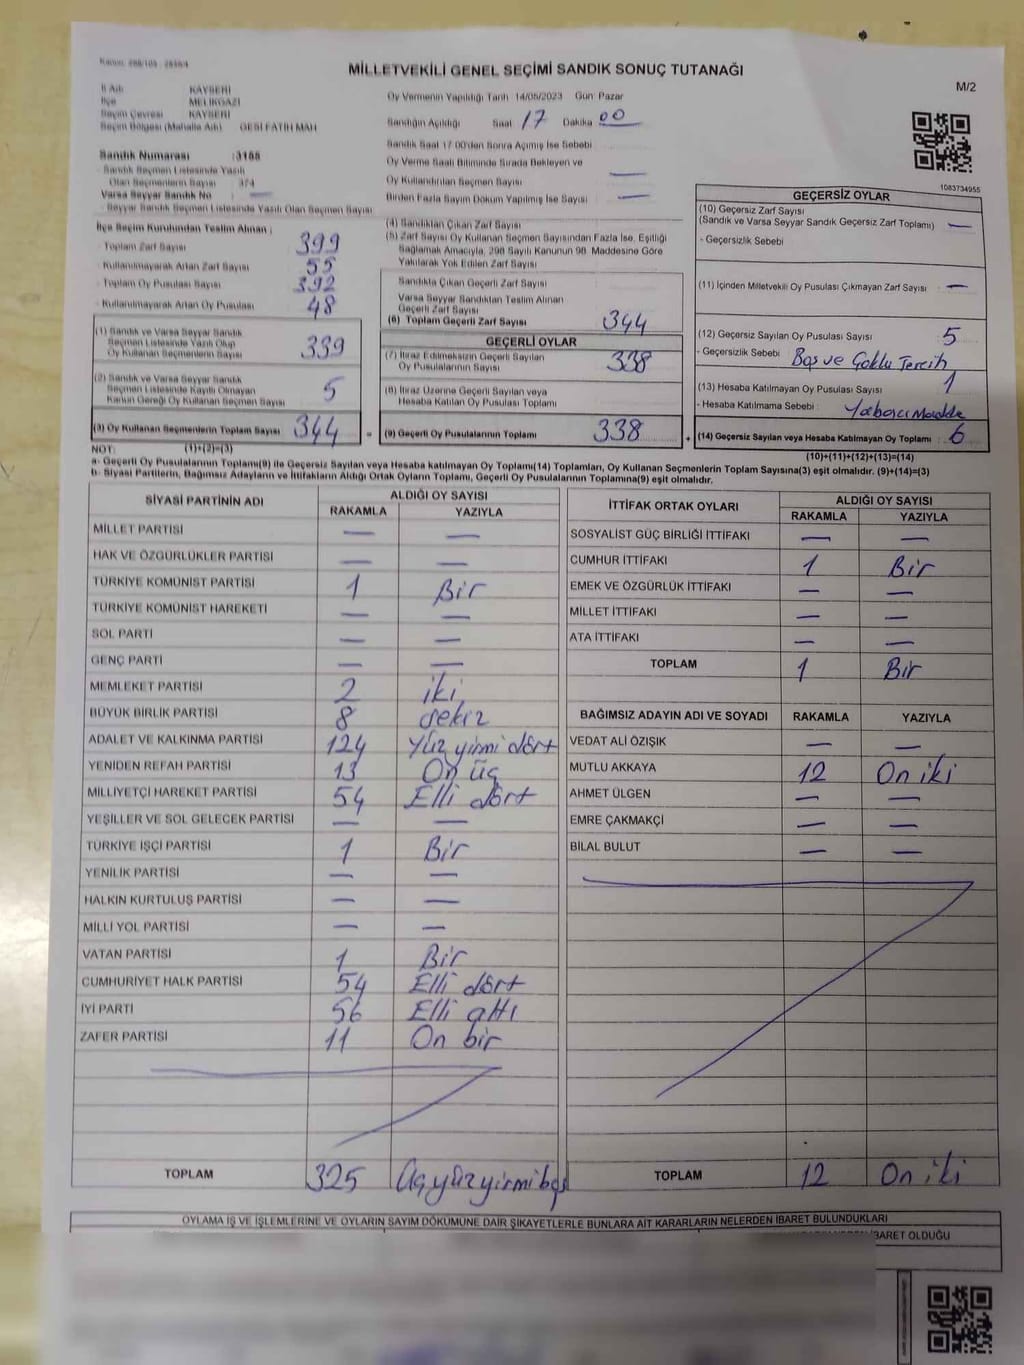 MİLLETVEKİLİ GENEL SEÇİMİ SANDIK SONUÇ TUTANAĞI
M/2
İl Adı : KAYSERİ
İlçe : MELİKGAZİ
Seçim Çevresi : KAYSERİ
Seçim Bölgesi (Mahalle Adı) : GESİ FATİH MAH
Sandık Numarası : 3188
Sandık Seçmen Listesinde Yazılı
Olan Seçmenlerin Sayısı : 374
Varsa Seyyar Sandık No —
Seyyar Sandık Seçmen Listesinde Yazılı Olan Seçmen Sayısı
Oy Vermenin Yapıldığı Tarih 14/05/2023 Gün Pazar
Sandığın Açıldığı Saat 17 Dakika 00
Sandık Saat 17.00'den Sonra Açılmış İse Sebebi
Oy Verme Saati Bitiminde Sırada Bekleyen ve
Oy Kullandırılan Seçmen Sayısı —
Birden Fazla Sayım Döküm Yapılmış İse Sayısı —
İlçe Seçim Kurulundan Teslim Alınan ;
- Toplam Zarf Sayısı 399
- Kullanılmayarak Artan Zarf Sayısı 55
- Toplam Oy Pusulası Sayısı 392
- Kullanılmayarak Artan Oy Pusulası 48
(1) Sandık ve Varsa Seyyar Sandık
Seçmen Listesinde Yazılı Olup
Oy Kullanan Seçmenlerin Sayısı 339
(2) Sandık ve Varsa Seyyar Sandık
Seçmen Listesinde Kayıtlı Olmayan
Kanun Gereği Oy Kullanan Seçmen Sayısı 5
(3) Oy Kullanan Seçmenlerin Toplam Sayısı 344
(1)+(2)=(3)
(4) Sandıktan Çıkan Zarf Sayısı
(5) Zarf Sayısı Oy Kullanan Seçmen Sayısından Fazla İse, Eşitliği
Sağlamak Amacıyla, 298 Sayılı Kanunun 98. Maddesine Göre
Yakılarak Yok Edilen Zarf Sayısı
Sandıkta Çıkan Geçerli Zarf Sayısı
Varsa Seyyar Sandıktan Teslim Alınan
Geçerli Zarf Sayısı
(6) Toplam Geçerli Zarf Sayısı 344
GEÇERLİ OYLAR
(7) İtiraz Edilmeksizin Geçerli Sayılan
Oy Pusulalarının Sayısı 338
(8) İtiraz Üzerine Geçerli Sayılan veya
Hesaba Katılan Oy Pusulası Toplamı
= (9) Geçerli Oy Pusulalarının Toplamı 338
1083734955
GEÇERSİZ OYLAR
(10) Geçersiz Zarf Sayısı
(Sandık ve Varsa Seyyar Sandık Geçersiz Zarf Toplamı) —
- Geçersizlik Sebebi
(11) İçinden Milletvekili Oy Pusulası Çıkmayan Zarf Sayısı : —
(12) Geçersiz Sayılan Oy Pusulası Sayısı : 5
- Geçersizlik Sebebi : Boş ve Çoklu Tercih
(13) Hesaba Katılmayan Oy Pusulası Sayısı : 1
- Hesaba Katılmama Sebebi : Yabancı Madde
+ (14) Geçersiz Sayılan veya Hesaba Katılmayan Oy Toplamı : 6
(10)+(11)+(12)+(13)=(14)
NOT:
a- Geçerli Oy Pusulalarının Toplamı(9) ile Geçersiz Sayılan veya Hesaba katılmayan Oy Toplamı(14) Toplamları, Oy Kullanan Seçmenlerin Toplam Sayısına(3) eşit olmalıdır. (9)+(14)=(3)
b- Siyasi Partilerin, Bağımsız Adayların ve İttifakların Aldığı Ortak Oyların Toplamı, Geçerli Oy Pusulalarının Toplamına(9) eşit olmalıdır.
SİYASİ PARTİNİN ADI ALDIĞI OY SAYISI
RAKAMLA YAZIYLA
MİLLET PARTİSİ — —
HAK VE ÖZGÜRLÜKLER PARTİSİ — —
TÜRKİYE KOMÜNİST PARTİSİ 1 Bir
TÜRKİYE KOMÜNİST HAREKETİ — —
SOL PARTİ — —
GENÇ PARTİ — —
MEMLEKET PARTİSİ 2 iki
BÜYÜK BİRLİK PARTİSİ 8 sekiz
ADALET VE KALKINMA PARTİSİ 124 Yüz yirmi dört
YENİDEN REFAH PARTİSİ 13 On üç
MİLLİYETÇİ HAREKET PARTİSİ 54 Elli dört
YEŞİLLER VE SOL GELECEK PARTİSİ — —
TÜRKİYE İŞÇİ PARTİSİ 1 Bir
YENİLİK PARTİSİ — —
HALKIN KURTULUŞ PARTİSİ — —
MİLLİ YOL PARTİSİ — —
VATAN PARTİSİ 1 Bir
CUMHURİYET HALK PARTİSİ 54 Elli dört
İYİ PARTİ 56 Elli altı
ZAFER PARTİSİ 11 On bir
TOPLAM 325 Üçyüzyirmibeş
İTTİFAK ORTAK OYLARI ALDIĞI OY SAYISI
RAKAMLA YAZIYLA
SOSYALİST GÜÇ BİRLİĞİ İTTİFAKI — —
CUMHUR İTTİFAKI 1 Bir
EMEK VE ÖZGÜRLÜK İTTİFAKI — —
MİLLET İTTİFAKI — —
ATA İTTİFAKI — —
TOPLAM 1 Bir
BAĞIMSIZ ADAYIN ADI VE SOYADI RAKAMLA YAZIYLA
VEDAT ALİ ÖZIŞIK — —
MUTLU AKKAYA 12 On iki
AHMET ÜLGEN — —
EMRE ÇAKMAKÇİ — —
BİLAL BULUT — —
TOPLAM 12 On iki
OYLAMA İŞ VE İŞLEMLERİNE VE OYLARIN SAYIM DÖKÜMÜNE DAİR ŞİKAYETLERLE BUNLARA AİT KARARLARIN NELERDEN İBARET BULUNDUKLARI
İBARET OLDUĞU